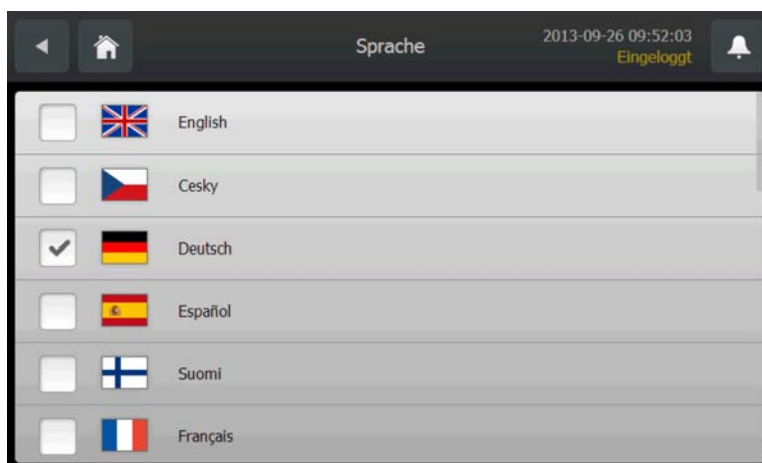 Sprache
2013-09-26 09:52:03
Eingeloggt
English
Cesky
Deutsch
Español
Suomi
Français